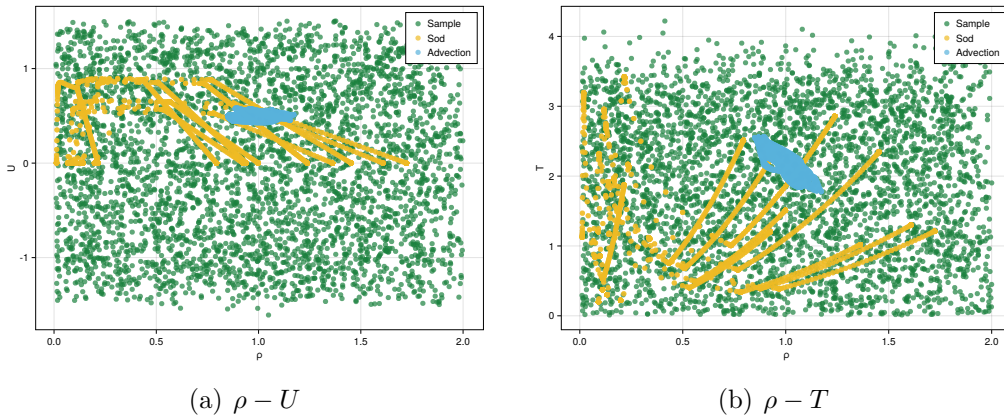 Sample
Sod
Advection
1
0
-1
U
0.0 0.5 1.0 1.5 2.0
ρ
(a) ρ − U
Sample
Sod
Advection
4
3
2
1
0
T
0.0 0.5 1.0 1.5 2.0
ρ
(b) ρ − T